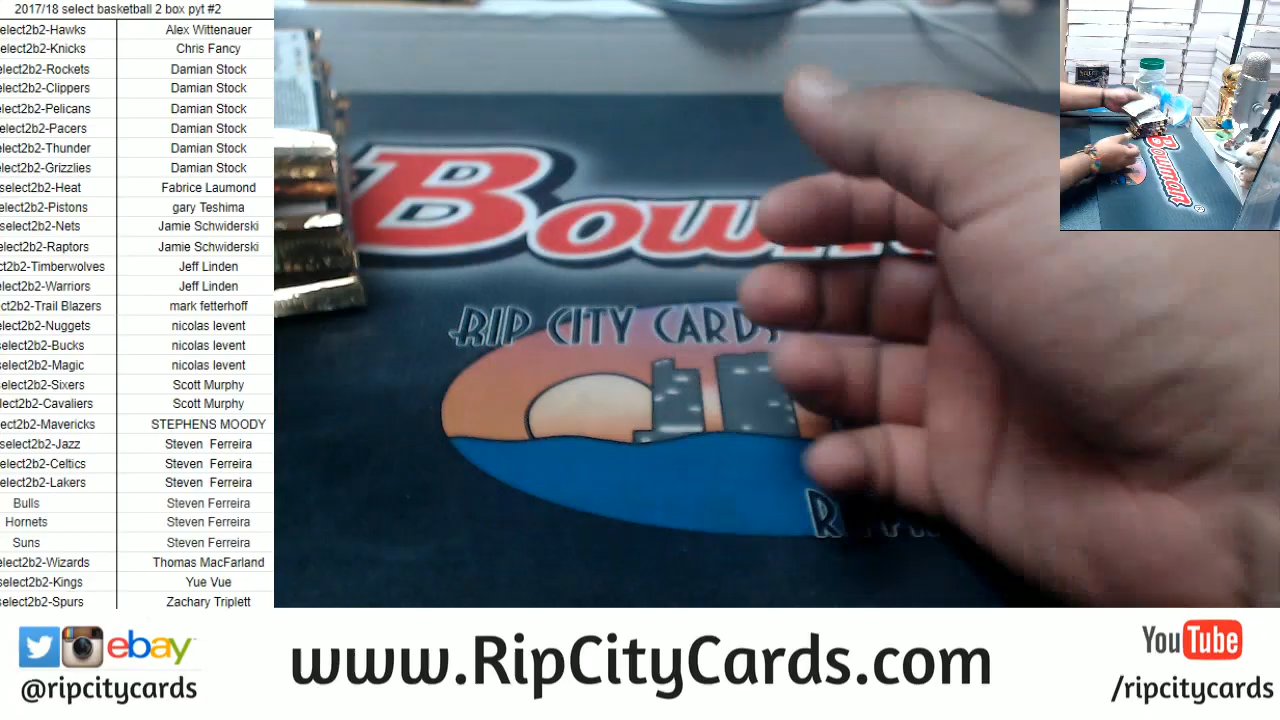 2017/18 select basketball 2 box pyt #2
select2b2-Hawks Alex Wittenauer
elect2b2-Knicks Chris Fancy
elect2b2-Rockets Damian Stock
elect2b2-Clippers Damian Stock
elect2b2-Pelicans Damian Stock
elect2b2-Pacers Damian Stock
elect2b2-Thunder Damian Stock
elect2b2-Grizzlies Damian Stock
select2b2-Heat Fabrice Laumond
elect2b2-Pistons gary Teshima
select2b2-Nets Jamie Schwiderski
elect2b2-Raptors Jamie Schwiderski
ct2b2-Timberwolves Jeff Linden
elect2b2-Warriors Jeff Linden
ct2b2-Trail Blazers mark fetterhoff
elect2b2-Nuggets nicolas levent
elect2b2-Bucks nicolas levent
elect2b2-Magic nicolas levent
elect2b2-Sixers Scott Murphy
lect2b2-Cavaliers Scott Murphy
ect2b2-Mavericks STEPHENS MOODY
select2b2-Jazz Steven Ferreira
elect2b2-Celtics Steven Ferreira
elect2b2-Lakers Steven Ferreira
Bulls Steven Ferreira
Hornets Steven Ferreira
Suns Steven Ferreira
elect2b2-Wizards Thomas MacFarland
elect2b2-Kings Yue Vue
elect2b2-Spurs Zachary Triplett
Bow
RIP CITY CARDS
R
Bowman
ebay
@ripcitycards
www.RipCityCards.com
YouTube
/ripcitycards